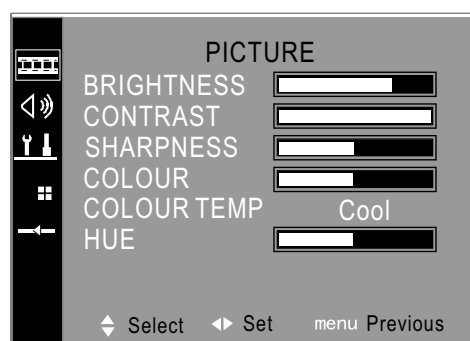 PICTURE
BRIGHTNESS
CONTRAST
SHARPNESS
COLOUR
COLOUR TEMP Cool
HUE
Select Set menu Previous